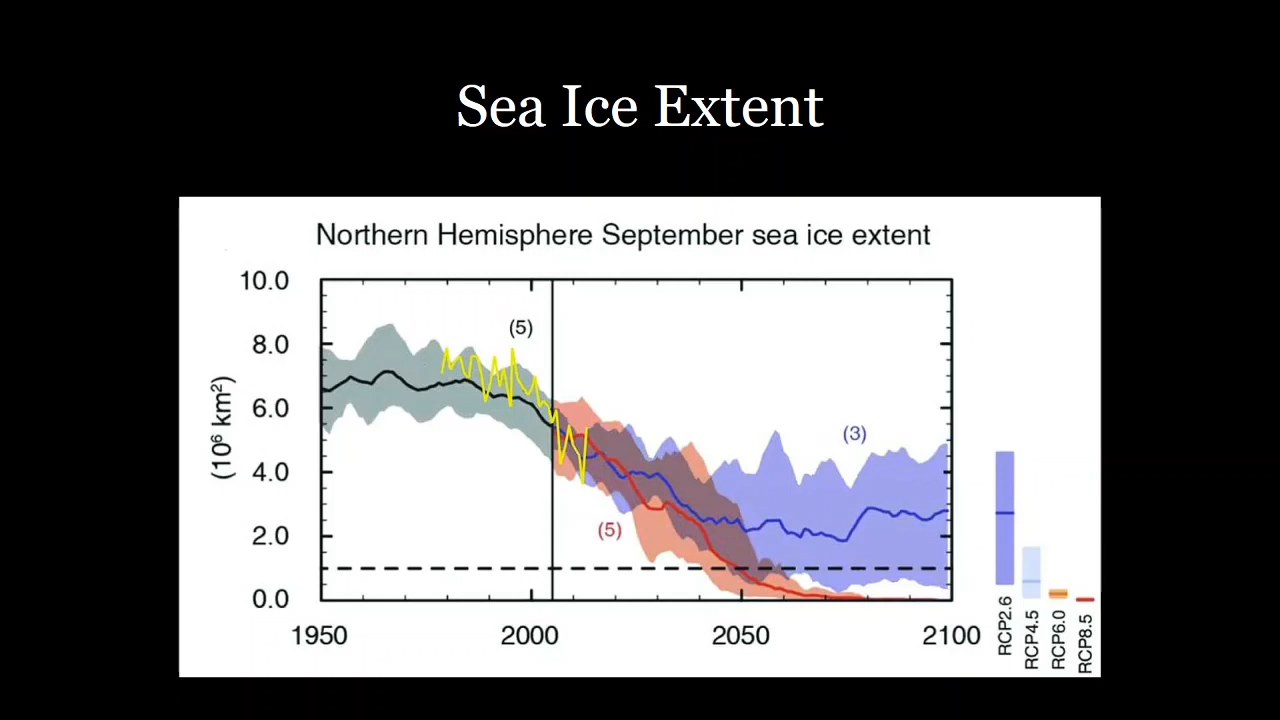 Sea Ice Extent
Northern Hemisphere September sea ice extent
10.0
8.0
6.0
4.0
2.0
0.0
(10⁶ km²)
(5)
(3)
(5)
1950
2000
2050
2100
RCP2.6
RCP4.5
RCP6.0
RCP8.5